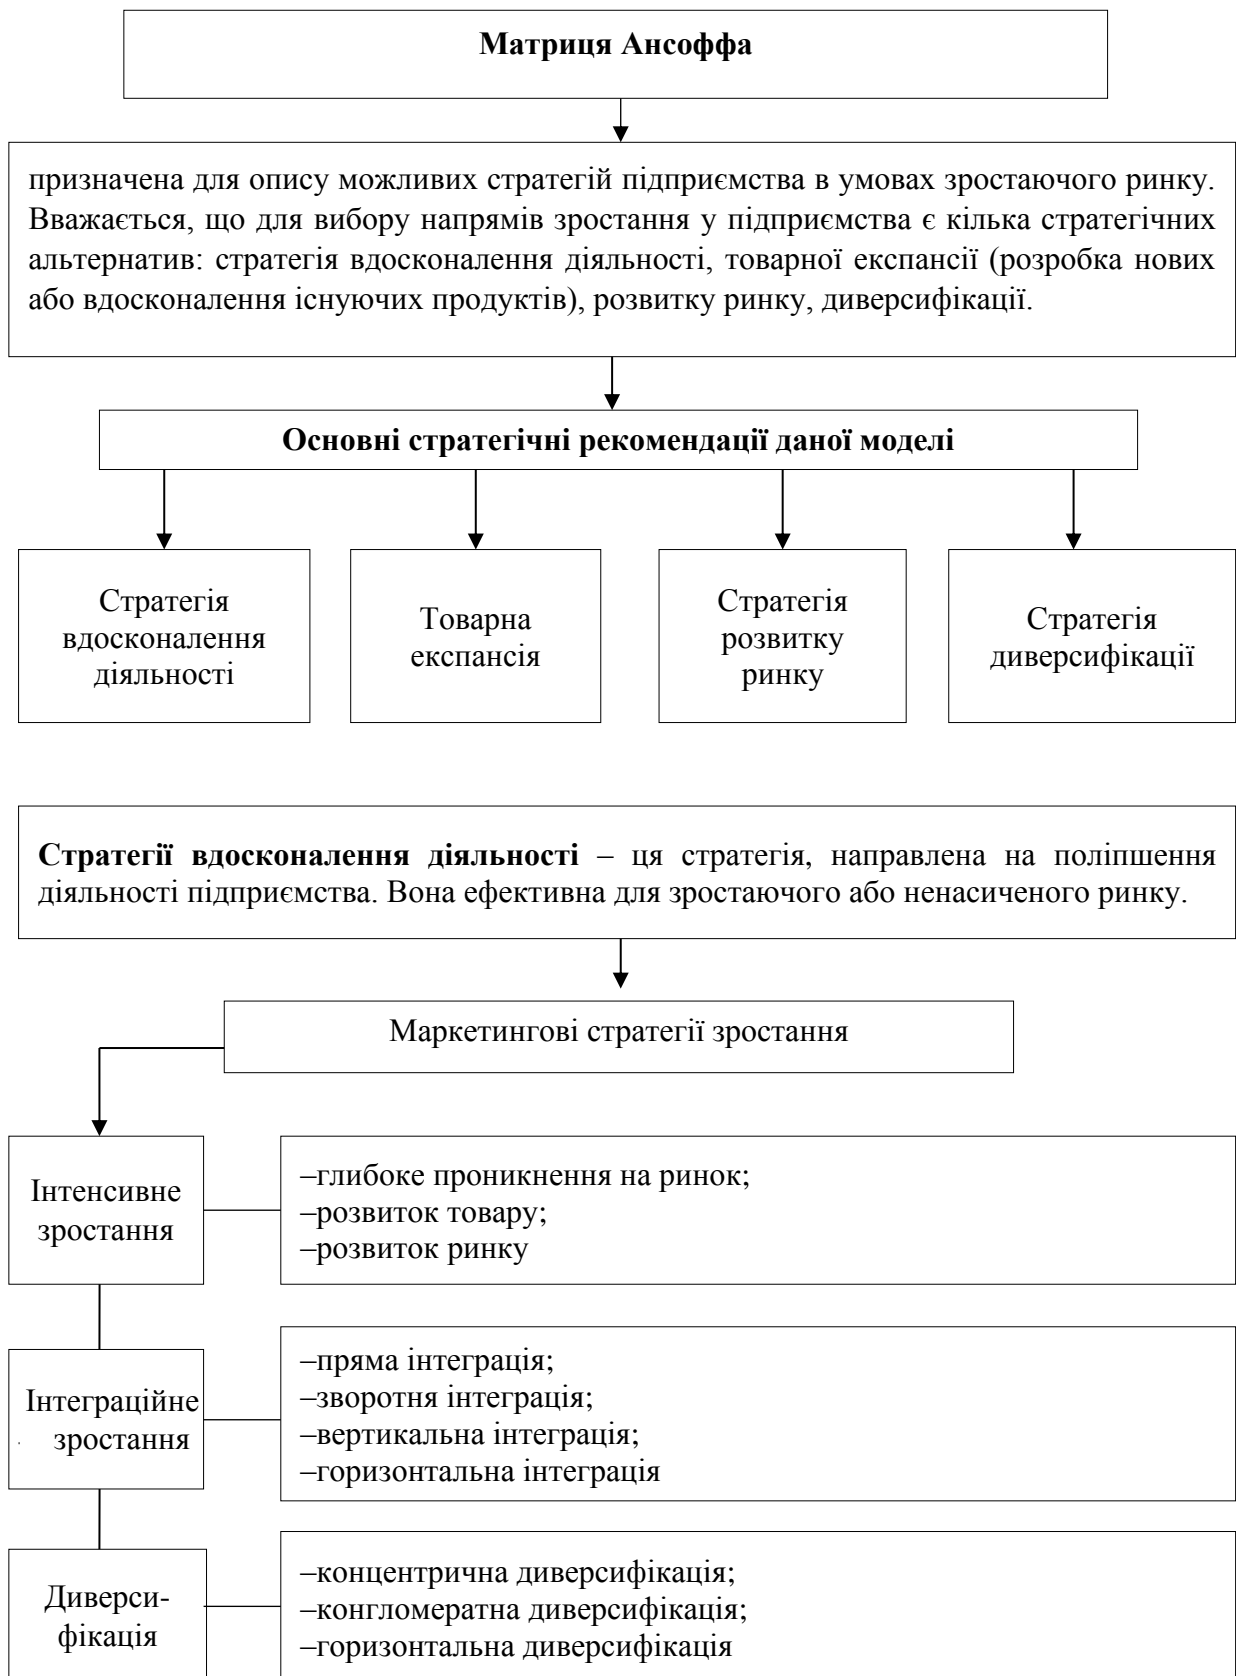 Матриця Ансоффа
призначена для опису можливих стратегій підприємства в умовах зростаючого ринку.
Вважається, що для вибору напрямів зростання у підприємства є кілька стратегічних
альтернатив: стратегія вдосконалення діяльності, товарної експансії (розробка нових
або вдосконалення існуючих продуктів), розвитку ринку, диверсифікації.
Основні стратегічні рекомендації даної моделі
Стратегія
вдосконалення
діяльності
Товарна
експансія
Стратегія
розвитку
ринку
Стратегія
диверсифікації
Стратегії вдосконалення діяльності – ця стратегія, направлена на поліпшення
діяльності підприємства. Вона ефективна для зростаючого або ненасиченого ринку.
Маркетингові стратегії зростання
Інтенсивне
зростання
–глибоке проникнення на ринок;
–розвиток товару;
–розвиток ринку
Інтеграційне
зростання
–пряма інтеграція;
–зворотня інтеграція;
–вертикальна інтеграція;
–горизонтальна інтеграція
Диверси-
фікація
–концентрична диверсифікація;
–конгломератна диверсифікація;
–горизонтальна диверсифікація